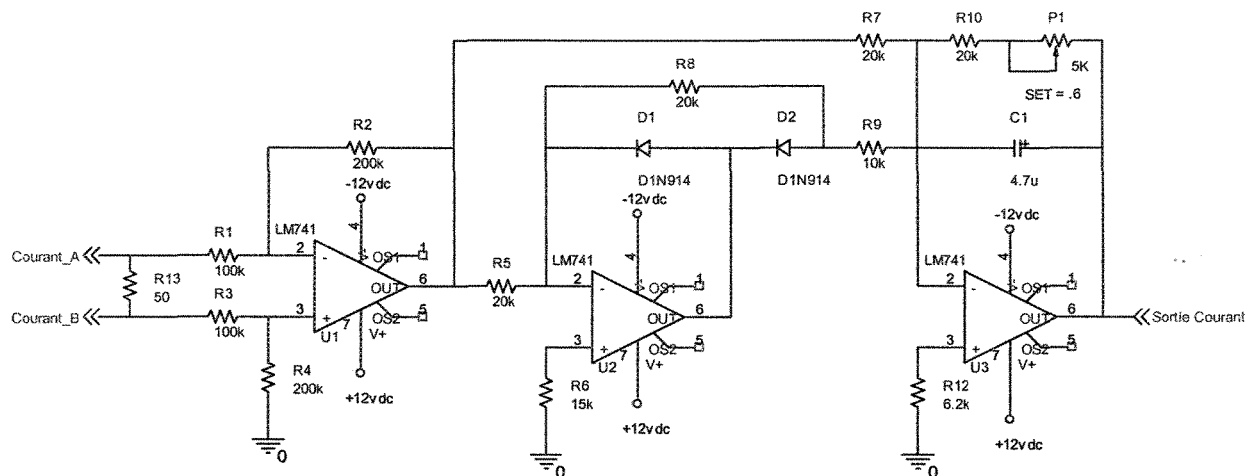 R7
20k
R10
20k
P1
5K
SET = .6
R8
20k
D1
D1N914
D2
D1N914
R9
10k
C1
4.7u
R2
200k
-12vdc
4
LM741
2
-
V-
OS1
1
OUT
6
OS2
5
3
+
7
V+
U1
+12vdc
Courant_A
R1
100k
R13
50
Courant_B
R3
100k
R4
200k
0
R5
20k
-12vdc
4
LM741
2
-
V-
OS1
1
OUT
6
OS2
5
3
+
7
V+
U2
R6
15k
+12vdc
0
-12vdc
4
LM741
2
-
V-
OS1
1
OUT
6
OS2
5
3
+
7
V+
U3
R12
6.2k
+12vdc
0
Sortie Courant